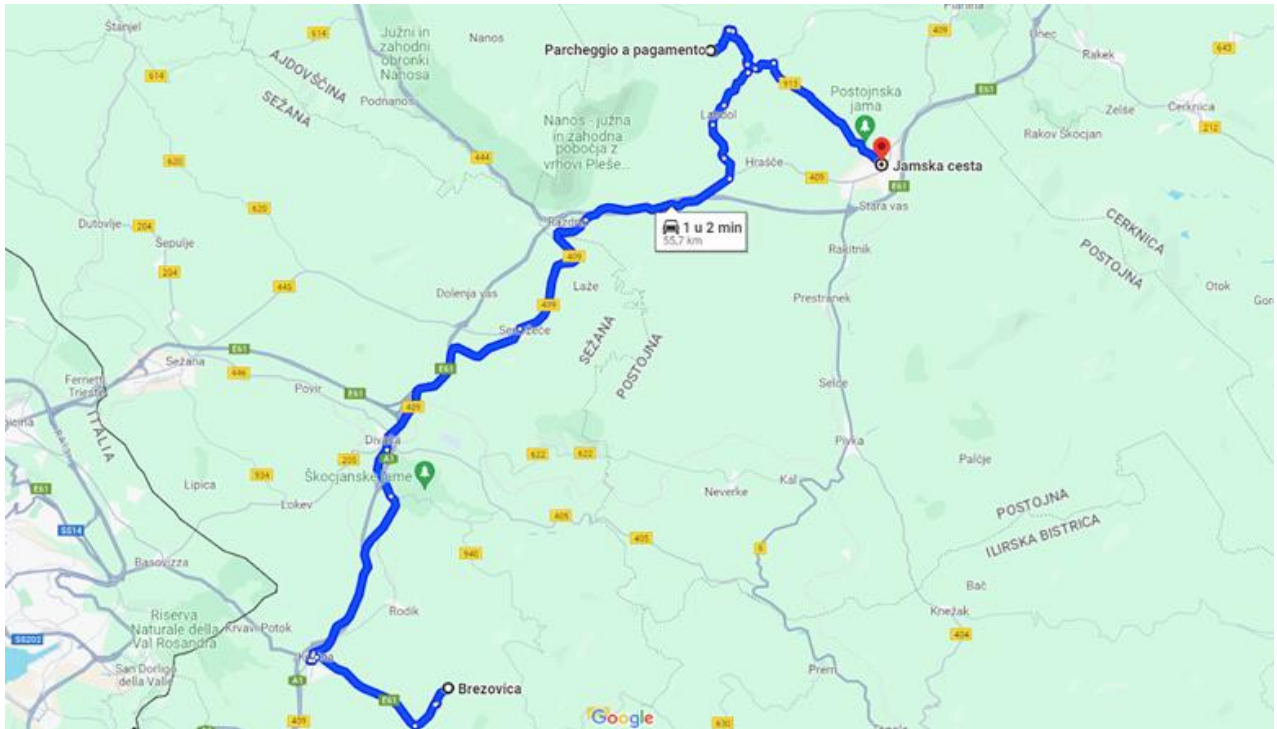 Štanjel
614
Nanos
Planina
409
Unec
643
Rakek
Parcheggio a pagamento
Južni in
zahodni
obronki
Nanosa
614
AJDOVŠČINA
SEŽANA
Podnanos
913
Postojnska
jama
E61
Zelše
Cerknica
212
Rakov Škocjan
Nanos - južna
in zahodna
pobočja z
vrhovi Pleše...
444
620
Hrašče
409
Jamska cesta
E61
Stara vas
Dutovlje
204
620
Šepulje
204
1 u 2 min
55,7 km
Rakitnik
CERKNICA
POSTOJNA
409
Laže
Dolenja vas
445
409
Prestranek
Otok
SEŽANA
POSTOJNA
E61
Sežana
446
E61
Fernetti
Trieste
ITALIA
Povir
E61
409
Selce
Divača
205
A1
622
622
Pivka
Palčje
Škocjanske jame
934
Lipica
Lokev
Neverke
Kal
405
405
POSTOJNA
ILIRSKA BISTRICA
E61
SS14
Basovizza
940
6
Bač
Rodik
Knežak
404
Riserva
Naturale della
Val Rosandra
Krvavi Potok
SS202
San Dorligo
della Valle
A1
E61
Brezovica
Prem
409
Google
630